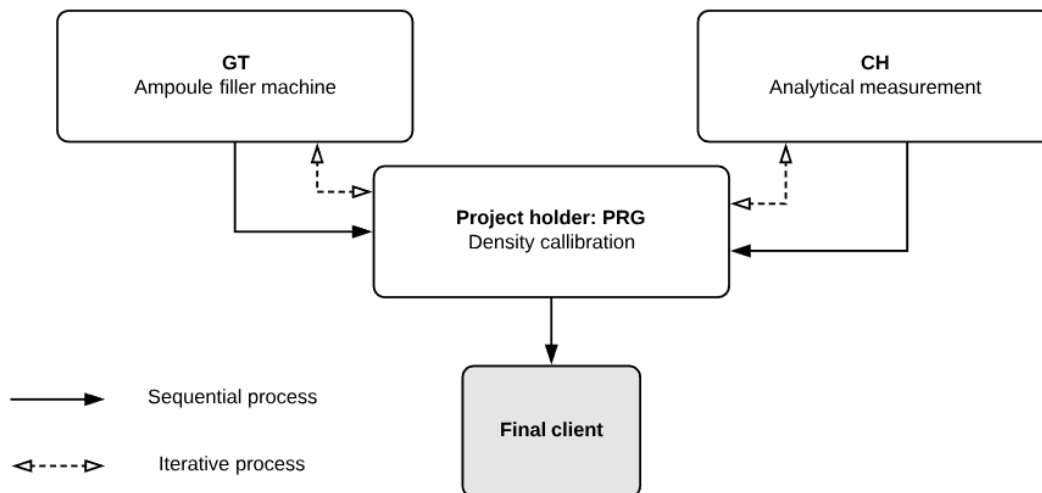 GT
Ampoule filler machine
CH
Analytical measurement
Project holder: PRG
Density callibration
Final client
Sequential process
Iterative process